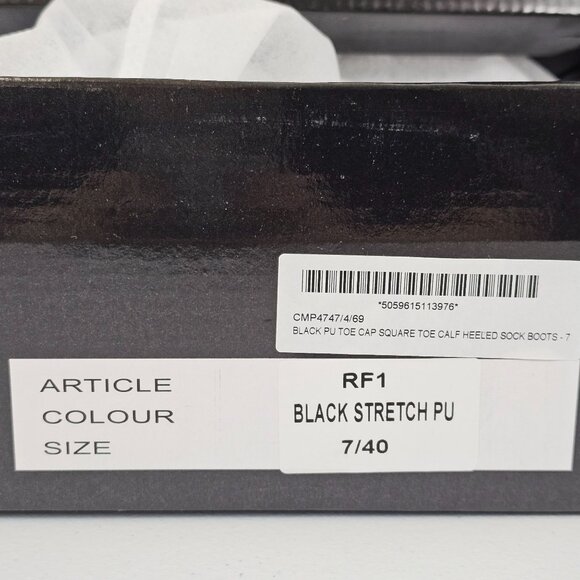 *5059615113976*
CMP4747/4/69
BLACK PU TOE CAP SQUARE TOE CALF HEELED SOCK BOOTS - 7
ARTICLE RF1
COLOUR BLACK STRETCH PU
SIZE 7/40